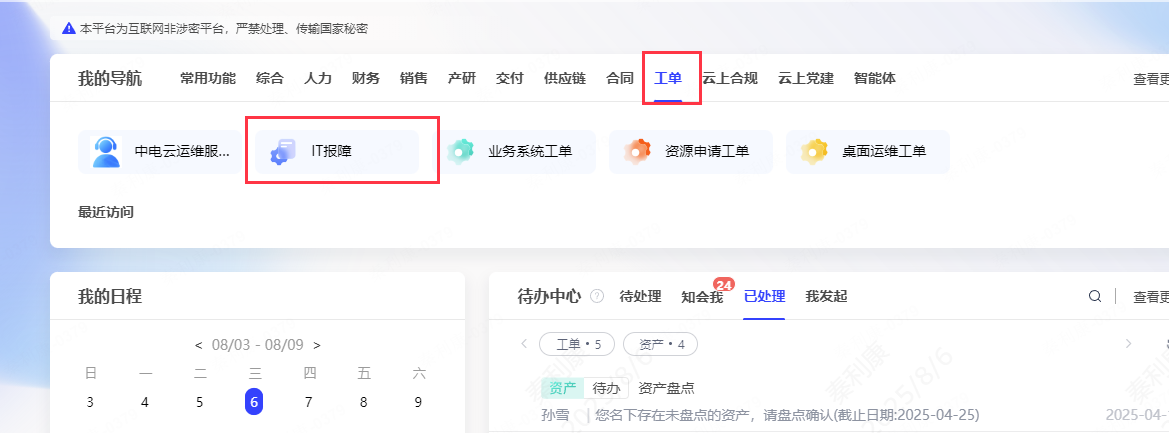 本平台为互联网非涉密平台，严禁处理、传输国家秘密
我的导航 常用功能 综合 人力 财务 销售 产研 交付 供应链 合同 工单 云上合规 云上党建 智能体 查看更
中电云运维服... IT报障 业务系统工单 资源申请工单 桌面运维工单
最近访问
我的日程
< 08/03 - 08/09 >
日 一 二 三 四 五 六
3 4 5 6 7 8 9
待办中心 ? 待处理 知会我 24 已处理 我发起 查看更
< 工单 • 5 资产 • 4 >
资产 待办 资产盘点
孙雪 | 您名下存在未盘点的资产，请盘点确认(截止日期:2025-04-25) 2025-04-
秦利康
2025/8/6
秦利康
2025/8/6